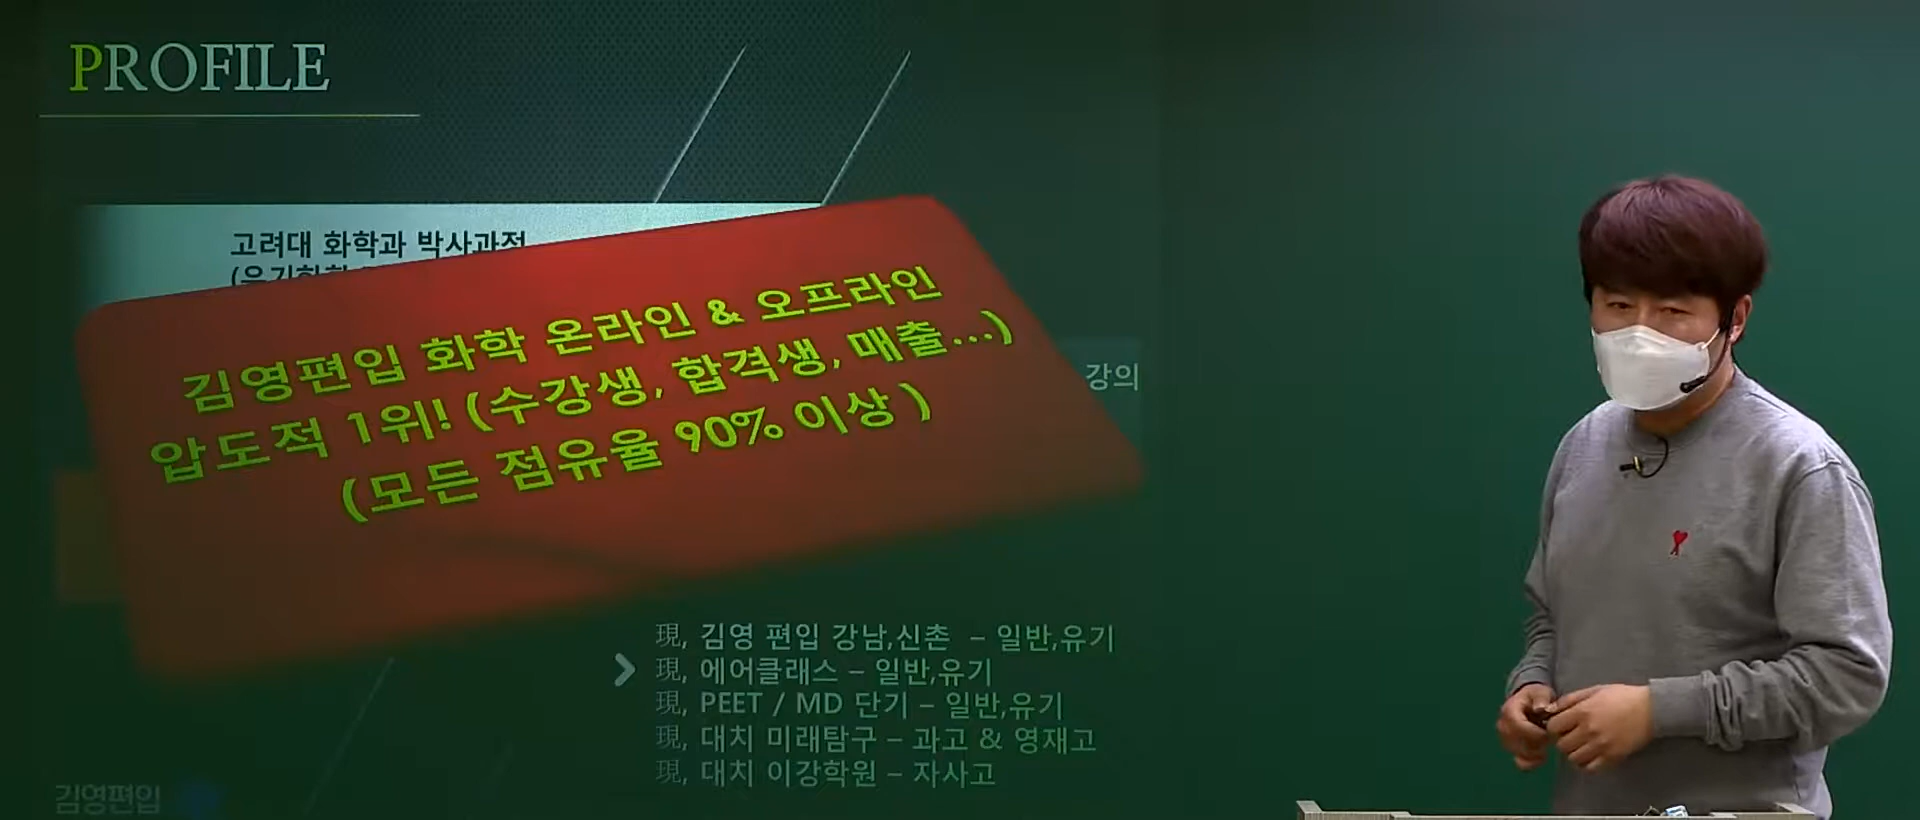 PROFILE
고려대 화학과 박사과정
김영편입 화학 온라인 & 오프라인
압도적 1위! (수강생, 합격생, 매출...)
(모든 점유율 90% 이상 )
강의
現, 김영 편입 강남,신촌 – 일반,유기
現, 에어클래스 – 일반,유기
現, PEET / MD 단기 – 일반,유기
現, 대치 미래탐구 – 과고 & 영재고
現, 대치 이강학원 – 자사고
김영편입